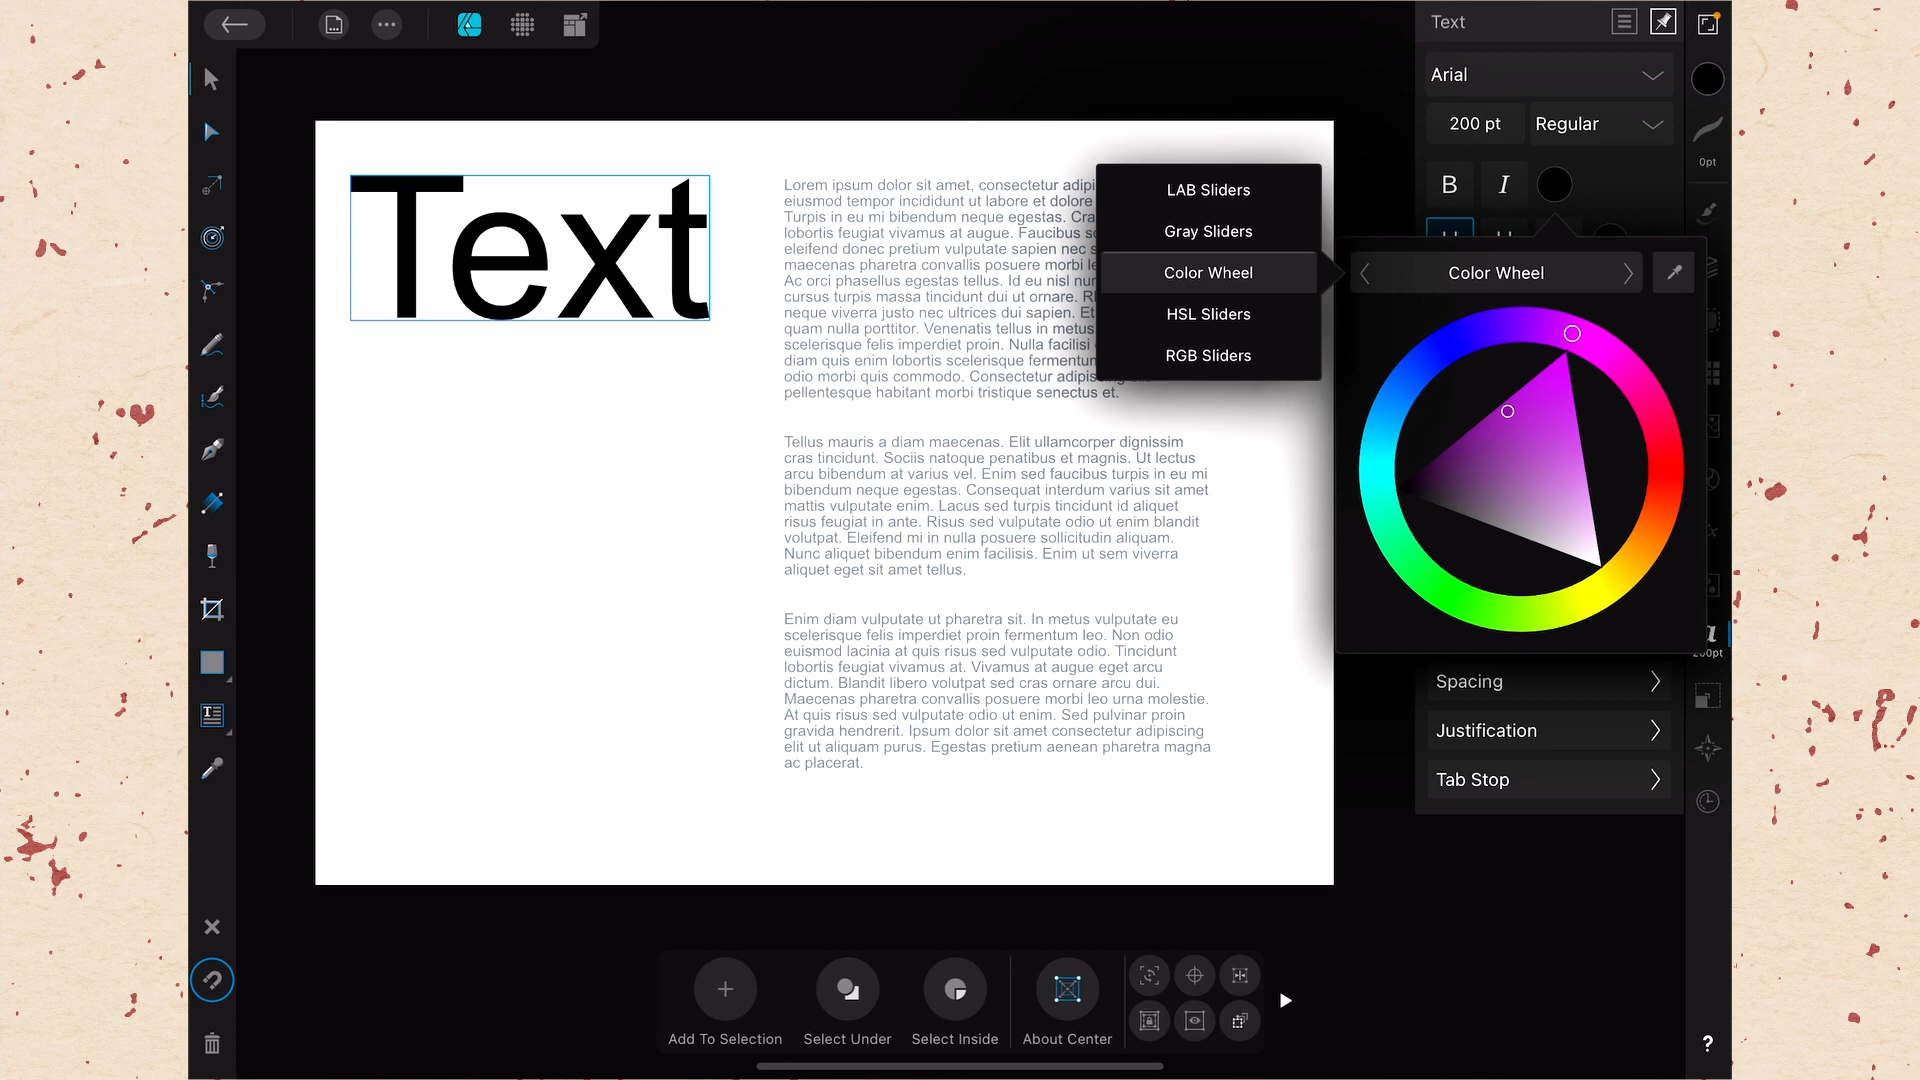 Text
Arial
200 pt
Regular
B
I
0pt
U
U
Text
Lorem ipsum dolor sit amet, consectetur adipi
eiusmod tempor incididunt ut labore et dolore
Turpis in eu mi bibendum neque egestas. Cra
lobortis feugiat vivamus at augue. Faucibus
eleifend donec pretium vulputate sapien nec
maecenas pharetra convallis posuere morbi
Ac orci phasellus egestas tellus. Id eu nisl nu
cursus turpis massa tincidunt dui ut ornare.
neque viverra justo nec ultrices dui sapien. Et
quam nulla porttitor. Venenatis tellus in metus
scelerisque felis imperdiet proin. Nulla facilisi
diam quis enim lobortis scelerisque fermentu
odio morbi quis commodo. Consectetur adipiscing elit
pellentesque habitant morbi tristique senectus et.
LAB Sliders
Gray Sliders
Color Wheel
HSL Sliders
RGB Sliders
Color Wheel
Tellus mauris a diam maecenas. Elit ullamcorper dignissim
cras tincidunt. Sociis natoque penatibus et magnis. Ut lectus
arcu bibendum at varius vel. Enim sed faucibus turpis in eu mi
bibendum neque egestas. Consequat interdum varius sit amet
mattis vulputate enim. Lacus sed turpis tincidunt id aliquet
risus feugiat in ante. Risus sed vulputate odio ut enim blandit
volutpat. Eleifend mi in nulla posuere sollicitudin aliquam.
Nunc aliquet bibendum enim facilisis. Enim ut sem viverra
aliquet eget sit amet tellus.
Enim diam vulputate ut pharetra sit. In metus vulputate eu
scelerisque felis imperdiet proin fermentum leo. Non odio
euismod lacinia at quis risus sed vulputate odio. Tincidunt
lobortis feugiat vivamus at. Vivamus at augue eget arcu
dictum. Blandit libero volutpat sed cras ornare arcu dui.
Maecenas pharetra convallis posuere morbi leo urna molestie.
At quis risus sed vulputate odio ut enim. Sed pulvinar proin
gravida hendrerit. Ipsum dolor sit amet consectetur adipiscing
elit ut aliquam purus. Egestas pretium aenean pharetra magna
ac placerat.
a
200pt
Spacing
Justification
Tab Stop
Add To Selection
Select Under
Select Inside
About Center
?